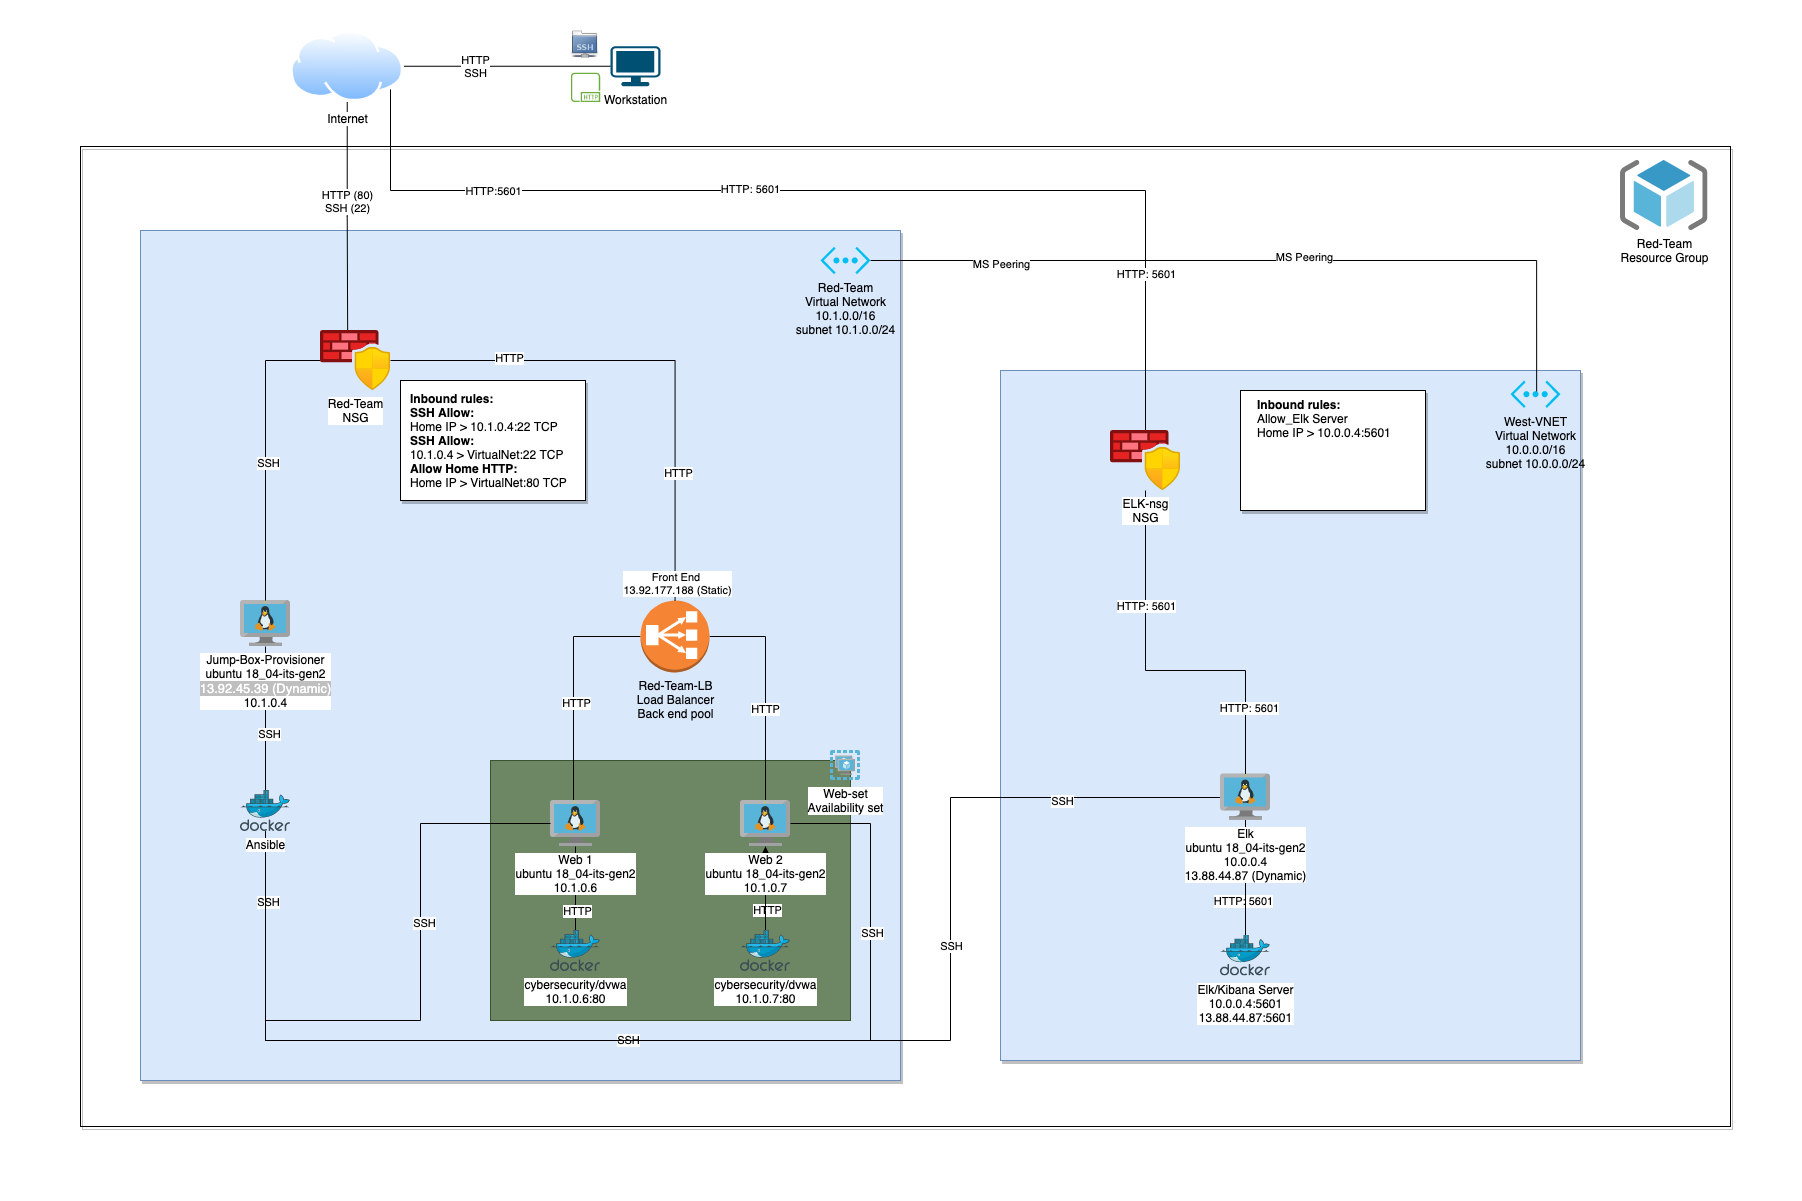 SSH
HTTP
SSH
HTTP
Workstation
Internet
HTTP (80)
SSH (22)
HTTP:5601
HTTP: 5601
Red-Team
Resource Group
MS Peering
MS Peering
HTTP: 5601
Red-Team
Virtual Network
10.1.0.0/16
subnet 10.1.0.0/24
HTTP
Red-Team
NSG
Inbound rules:
SSH Allow:
Home IP > 10.1.0.4:22 TCP
SSH Allow:
10.1.0.4 > VirtualNet:22 TCP
Allow Home HTTP:
Home IP > VirtualNet:80 TCP
Inbound rules:
Allow_Elk Server
Home IP > 10.0.0.4:5601
West-VNET
Virtual Network
10.0.0.0/16
subnet 10.0.0.0/24
SSH
HTTP
ELK-nsg
NSG
Front End
13.92.177.188 (Static)
HTTP: 5601
Jump-Box-Provisioner
ubuntu 18_04-its-gen2
13.92.45.39 (Dynamic)
10.1.0.4
Red-Team-LB
Load Balancer
Back end pool
HTTP
HTTP
HTTP: 5601
SSH
docker
Ansible
Web-set
Availability set
SSH
Web 1
ubuntu 18_04-its-gen2
10.1.0.6
Web 2
ubuntu 18_04-its-gen2
10.1.0.7
Elk
ubuntu 18_04-its-gen2
10.0.0.4
13.88.44.87 (Dynamic)
SSH
HTTP
HTTP
HTTP: 5601
SSH
SSH
SSH
docker
cybersecurity/dvwa
10.1.0.6:80
docker
cybersecurity/dvwa
10.1.0.7:80
docker
Elk/Kibana Server
10.0.0.4:5601
13.88.44.87:5601
SSH